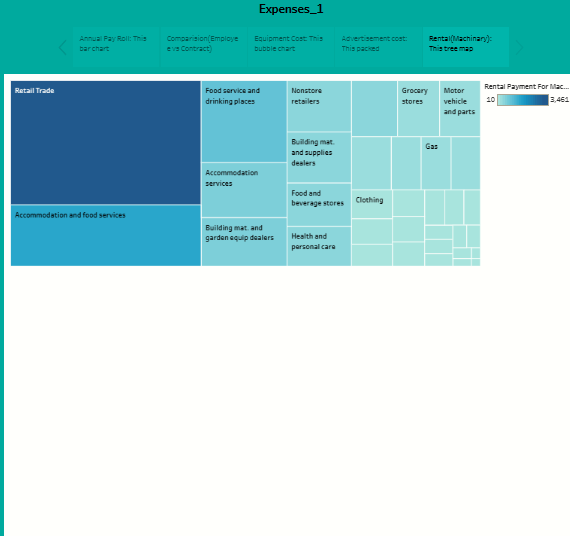 Expenses_1
Annual Pay Roll: This
bar chart
Comparision(Employe
e vs Contract)
Equipment Cost: This
bubble chart
Advertisement cost:
This packed
Rental(Machinary):
This tree map
Retail Trade
Accommodation and food services
Food service and
drinking places
Accommodation
services
Building mat. and
garden equip dealers
Nonstore
retailers
Building mat.
and supplies
dealers
Food and
beverage stores
Health and
personal care
Grocery
stores
Motor
vehicle
and parts
Gas
Clothing
Rental Payment For Mac...
10
3,461